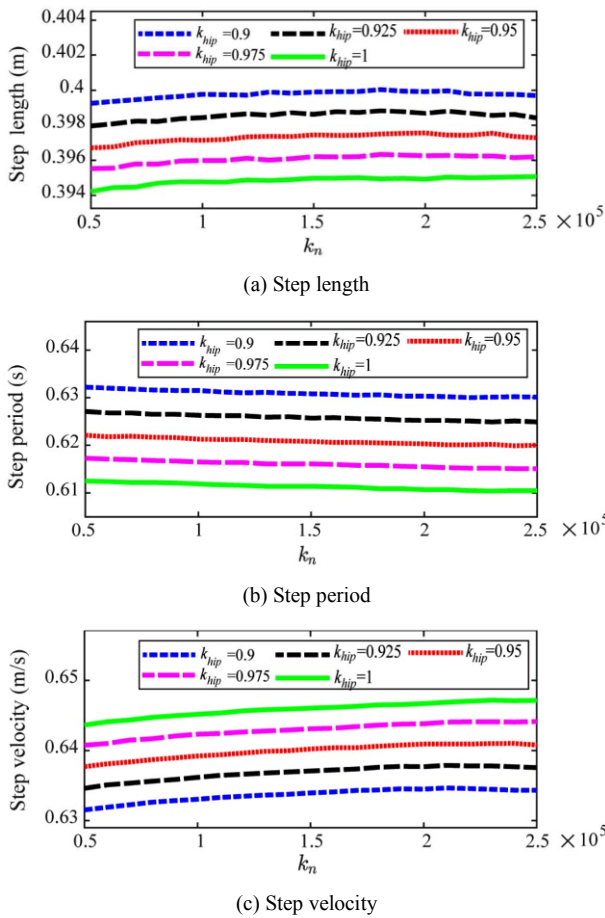 0.404
k_hip=0.9 k_hip=0.925 k_hip=0.95
0.402
k_hip=0.975 k_hip=1
0.4
0.398
0.396
0.394
Step length (m)
0.5 1 1.5 2 2.5 ×10^5
k_n
(a) Step length
0.64
k_hip=0.9 k_hip=0.925 k_hip=0.95
k_hip=0.975 k_hip=1
0.63
0.62
0.61
Step period (s)
0.5 1 1.5 2 2.5 ×10^5
k_n
(b) Step period
k_hip=0.9 k_hip=0.925 k_hip=0.95
k_hip=0.975 k_hip=1
0.65
0.64
0.63
Step velocity (m/s)
0.5 1 1.5 2 2.5 ×10^5
k_n
(c) Step velocity